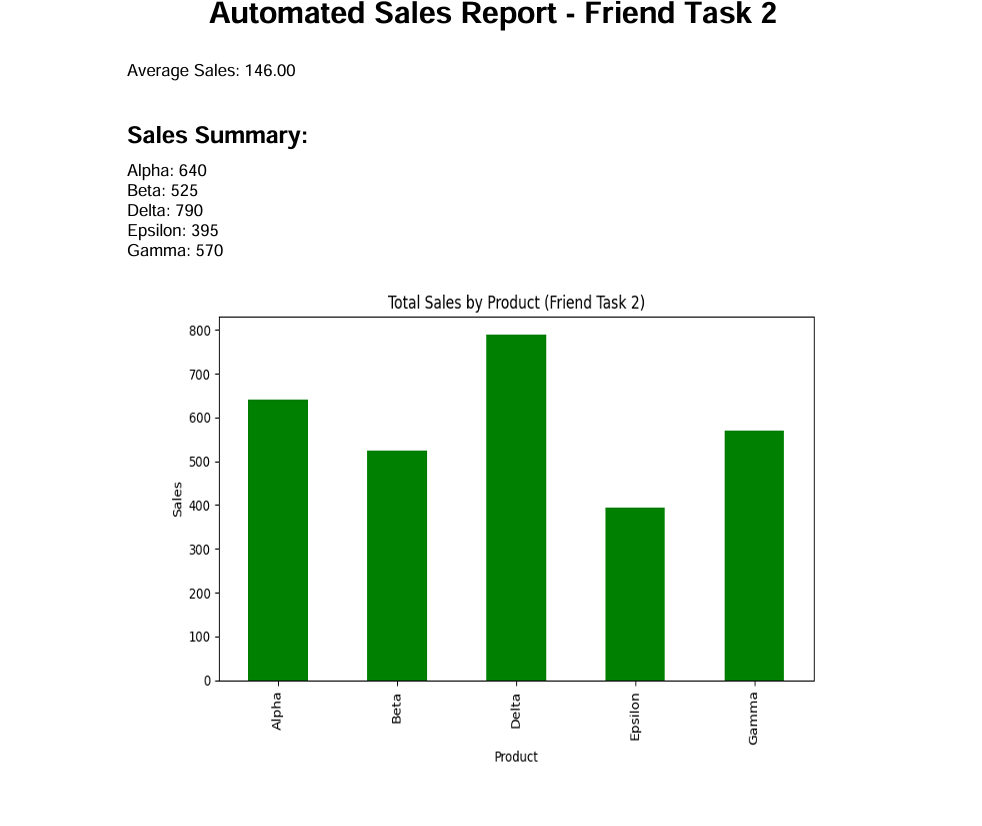 Automated Sales Report - Friend Task 2
Average Sales: 146.00
Sales Summary:
Alpha: 640
Beta: 525
Delta: 790
Epsilon: 395
Gamma: 570
Total Sales by Product (Friend Task 2)
800
700
600
500
400
300
200
100
0
Sales
Alpha
Beta
Delta
Epsilon
Gamma
Product